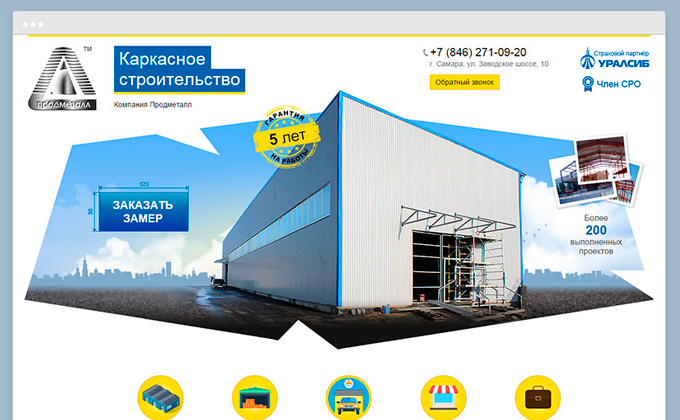 TM
ПРОДМЕТАЛЛ
Каркасное
строительство
Компания Продметалл
+7 (846) 271-09-20
г. Самара, ул. Заводское шоссе, 10
Обратный звонок
Страховой партнёр
УРАЛСИБ
Член СРО
ГАРАНТИЯ
5 лет
НА РАБОТЫ
123
50
ЗАКАЗАТЬ
ЗАМЕР
Более
200
выполненных
проектов